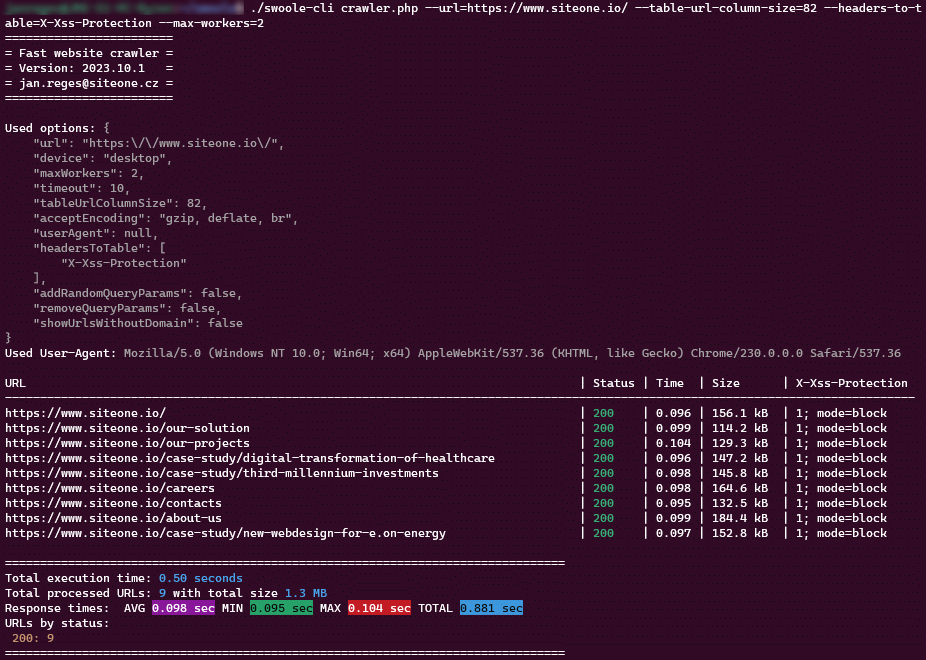 ./swoole-cli crawler.php --url=https://www.siteone.io/ --table-url-column-size=82 --headers-to-t
able=X-Xss-Protection --max-workers=2
========================
= Fast website crawler =
= Version: 2023.10.1   =
= jan.reges@siteone.cz =
========================
Used options: {
    "url": "https:\/\/www.siteone.io\/",
    "device": "desktop",
    "maxWorkers": 2,
    "timeout": 10,
    "tableUrlColumnSize": 82,
    "acceptEncoding": "gzip, deflate, br",
    "userAgent": null,
    "headersToTable": [
        "X-Xss-Protection"
    ],
    "addRandomQueryParams": false,
    "removeQueryParams": false,
    "showUrlsWithoutDomain": false
}
Used User-Agent: Mozilla/5.0 (Windows NT 10.0; Win64; x64) AppleWebKit/537.36 (KHTML, like Gecko) Chrome/230.0.0.0 Safari/537.36
URL | Status | Time | Size | X-Xss-Protection
https://www.siteone.io/ | 200 | 0.096 | 156.1 kB | 1; mode=block
https://www.siteone.io/our-solution | 200 | 0.099 | 114.2 kB | 1; mode=block
https://www.siteone.io/our-projects | 200 | 0.104 | 129.3 kB | 1; mode=block
https://www.siteone.io/case-study/digital-transformation-of-healthcare | 200 | 0.096 | 147.2 kB | 1; mode=block
https://www.siteone.io/case-study/third-millennium-investments | 200 | 0.098 | 145.8 kB | 1; mode=block
https://www.siteone.io/careers | 200 | 0.098 | 164.6 kB | 1; mode=block
https://www.siteone.io/contacts | 200 | 0.095 | 132.5 kB | 1; mode=block
https://www.siteone.io/about-us | 200 | 0.099 | 184.4 kB | 1; mode=block
https://www.siteone.io/case-study/new-webdesign-for-e.on-energy | 200 | 0.097 | 152.8 kB | 1; mode=block
================================================================================
Total execution time: 0.50 seconds
Total processed URLs: 9 with total size 1.3 MB
Response times:  AVG 0.098 sec MIN 0.095 sec MAX 0.104 sec TOTAL 0.881 sec
URLs by status:
 200: 9
================================================================================